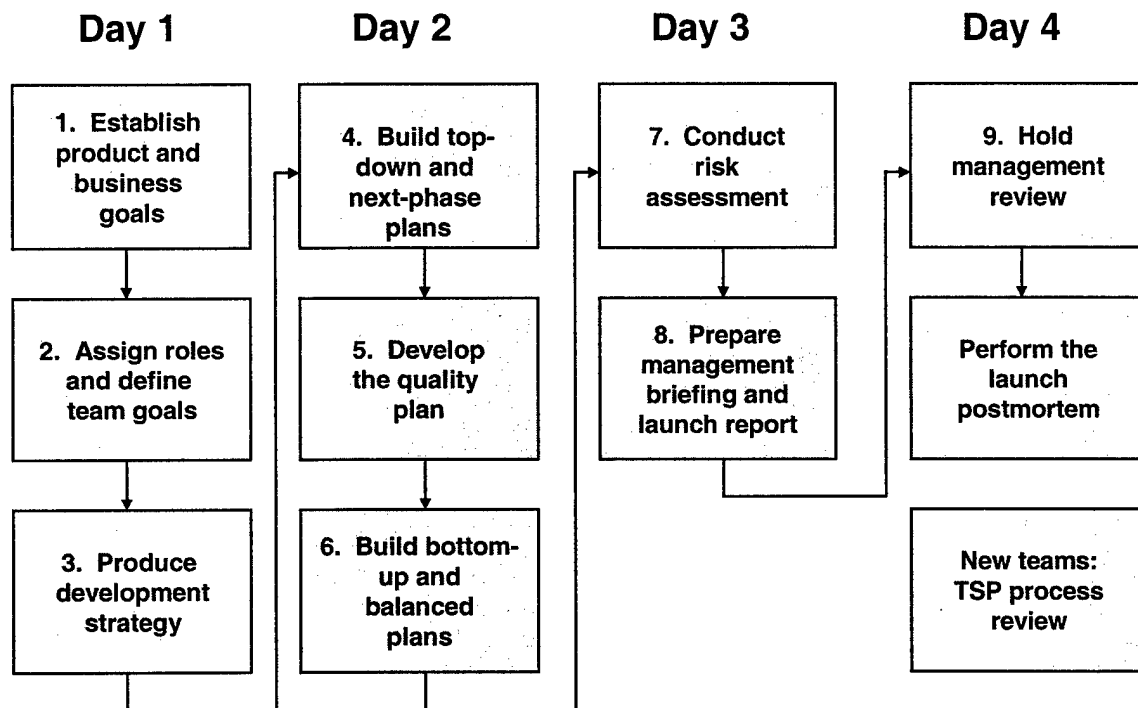 Day 1
Day 2
Day 3
Day 4
1. Establish
product and
business
goals
2. Assign roles
and define
team goals
3. Produce
development
strategy
4. Build top-
down and
next-phase
plans
5. Develop
the quality
plan
6. Build bottom-
up and
balanced
plans
7. Conduct
risk
assessment
8. Prepare
management
briefing and
launch report
9. Hold
management
review
Perform the
launch
postmortem
New teams:
TSP process
review